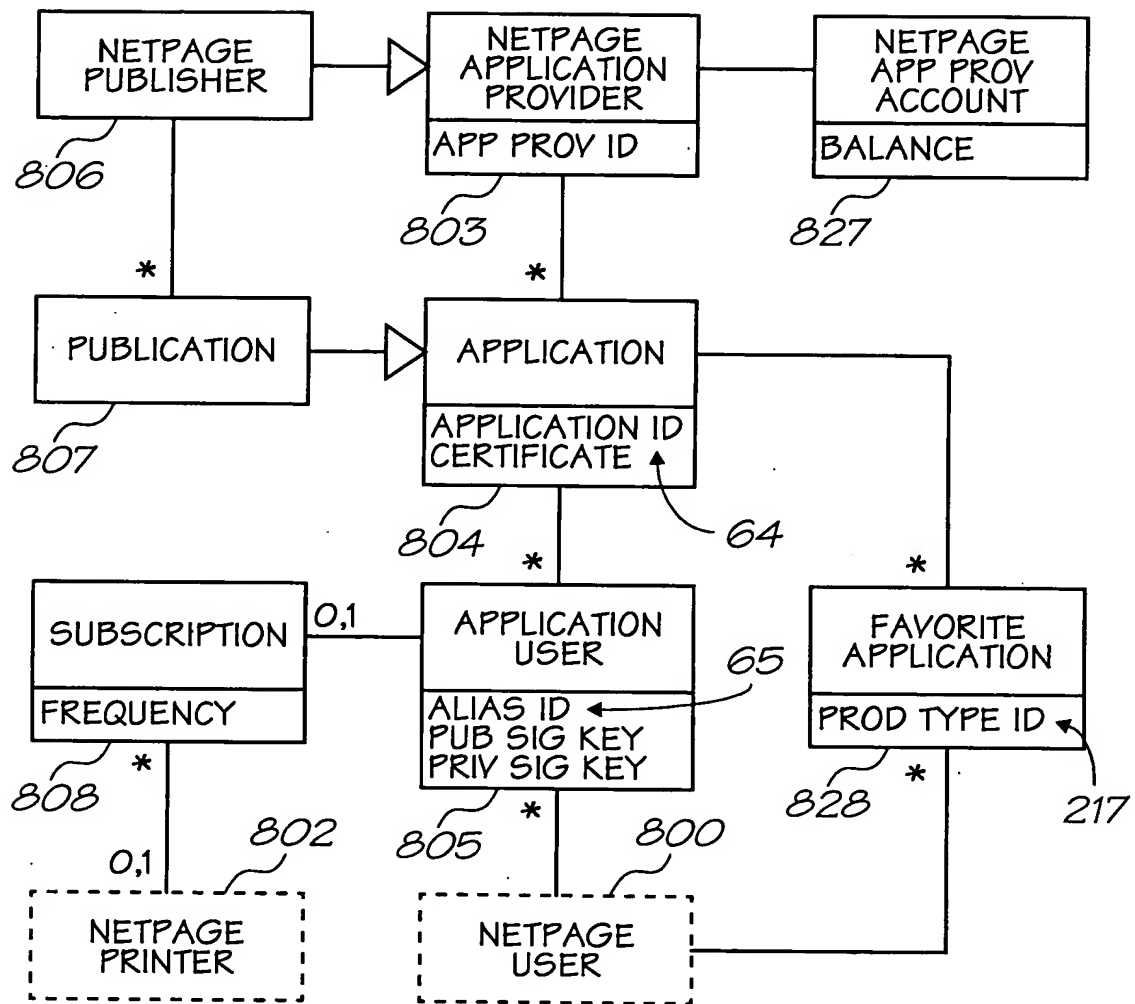 NETPAGE
PUBLISHER
NETPAGE
APPLICATION
PROVIDER
APP PROV ID
NETPAGE
APP PROV
ACCOUNT
BALANCE
806
803
827
*
*
PUBLICATION
APPLICATION
APPLICATION ID
CERTIFICATE
807
804
64
*
*
SUBSCRIPTION
FREQUENCY
0,1
APPLICATION
USER
ALIAS ID
PUB SIG KEY
PRIV SIG KEY
65
FAVORITE
APPLICATION
PROD TYPE ID
808
*
805
*
828
*
217
802
800
0,1
NETPAGE
PRINTER
NETPAGE
USER